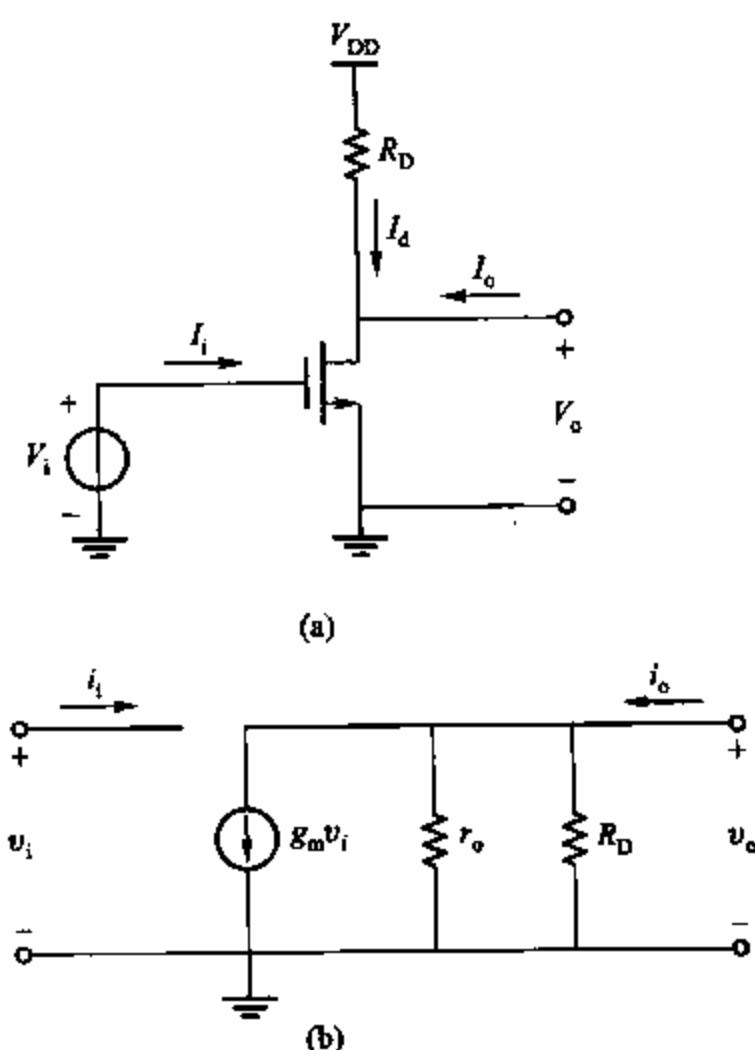 V_DD
R_D
I_d
I_o
I_i
+
+
V_i
V_o
−
−
(a)
i_i
i_o
+
+
v_i
g_m v_i
r_o
R_D
v_o
−
−
(b)